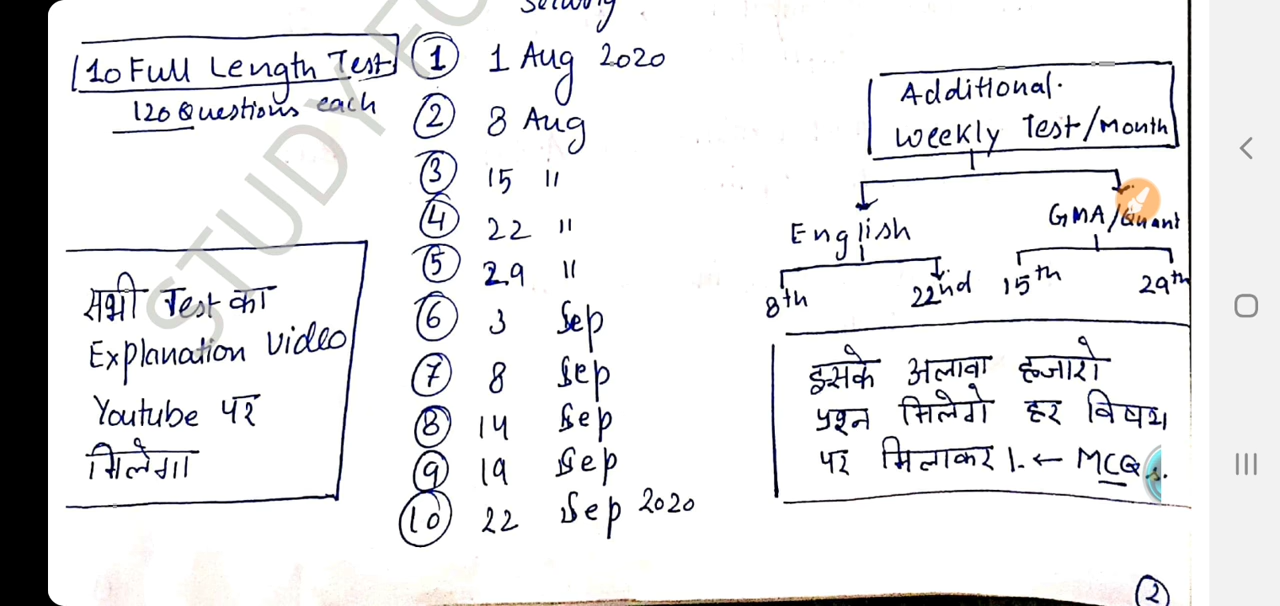 10 Full Length Test
120 Questions each
① 1 Aug 2020
② 8 Aug
③ 15 "
④ 22 "
⑤ 29 "
⑥ 3 Sep
⑦ 8 Sep
⑧ 14 Sep
⑨ 19 Sep
⑩ 22 Sep 2020
सभी Test का
Explanation video
Youtube पर
मिलेगा
Additional
Weekly Test/Month
English
8th 22nd
GMA/Quant
15th 29th
इसके अलावा हजारो
प्रश्न मिलेगे हर विषय
पर मिलाकर ।. ← MCQ
STUDY
②